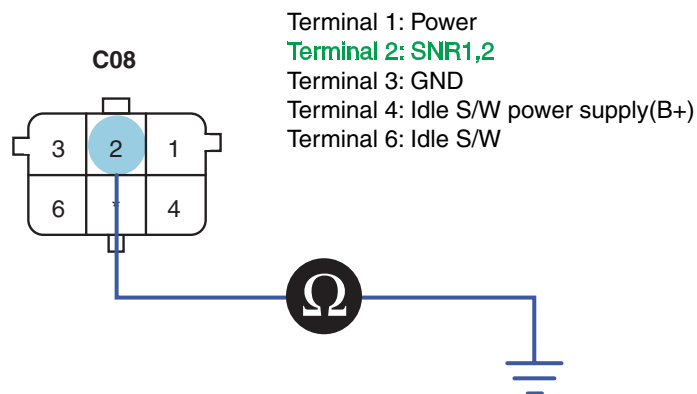 Terminal 1: Power
Terminal 2: SNR1,2
C08
Terminal 3: GND
Terminal 4: Idle S/W power supply(B+)
Terminal 6: Idle S/W
3 2 1
6 * 4
Ω